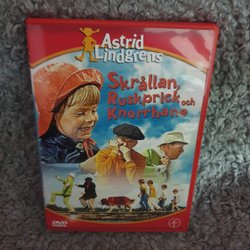 Astrid
Lindgrens
Skrållan,
Ruskprick och
Knorrhane
DVD